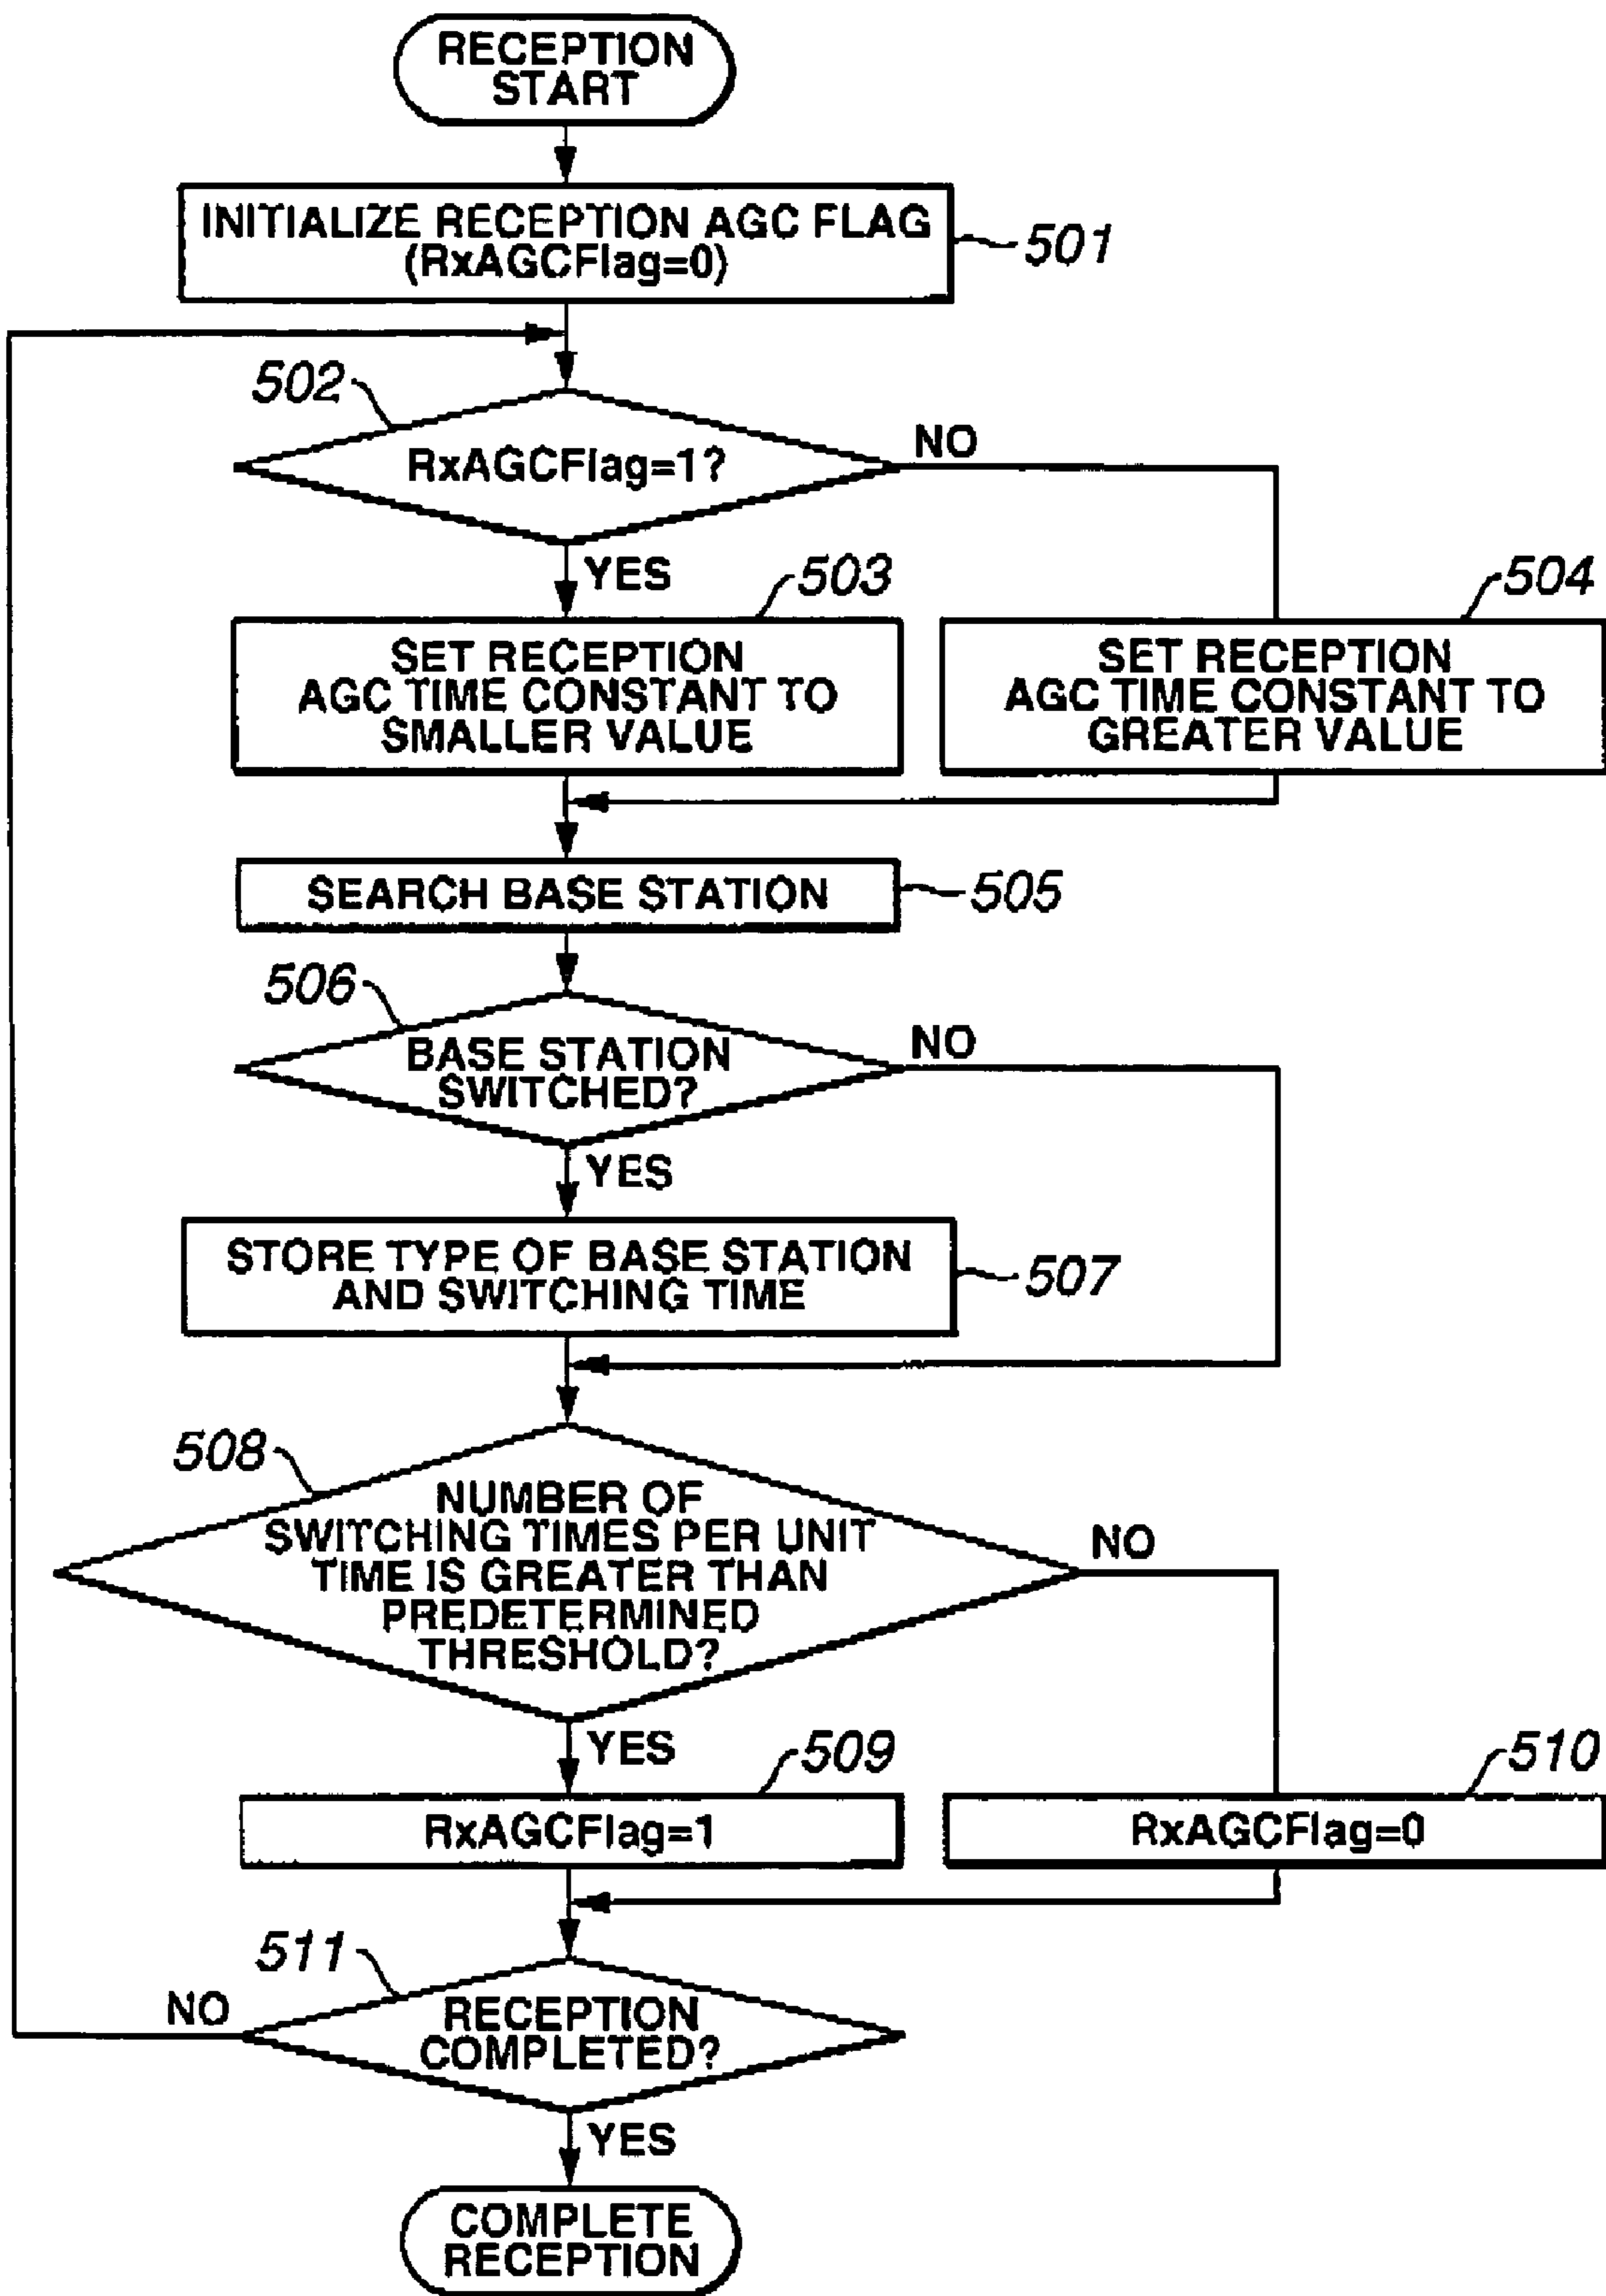 RECEPTION
START
INITIALIZE RECEPTION AGC FLAG
(RxAGCFlag=0)
501
502
RxAGCFlag=1?
NO
YES
503
504
SET RECEPTION
AGC TIME CONSTANT TO
SMALLER VALUE
SET RECEPTION
AGC TIME CONSTANT TO
GREATER VALUE
SEARCH BASE STATION
505
506
BASE STATION
SWITCHED?
NO
YES
STORE TYPE OF BASE STATION
AND SWITCHING TIME
507
508
NUMBER OF
SWITCHING TIMES PER UNIT
TIME IS GREATER THAN
PREDETERMINED
THRESHOLD?
NO
YES
509
510
RxAGCFlag=1
RxAGCFlag=0
511
RECEPTION
COMPLETED?
NO
YES
COMPLETE
RECEPTION